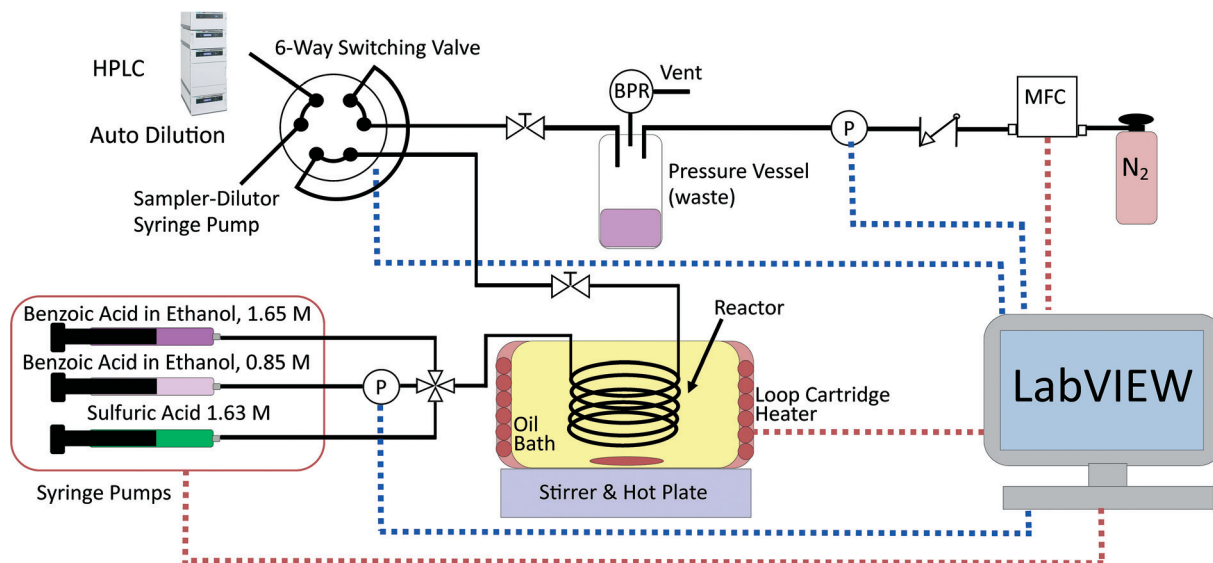 6-Way Switching Valve
HPLC
Auto Dilution
Sampler-Dilutor
Syringe Pump
BPR
Vent
Pressure Vessel
(waste)
P
MFC
N₂
Benzoic Acid in Ethanol, 1.65 M
Benzoic Acid in Ethanol, 0.85 M
Sulfuric Acid 1.63 M
P
Syringe Pumps
Reactor
Oil
Bath
Loop Cartridge
Heater
Stirrer & Hot Plate
LabVIEW